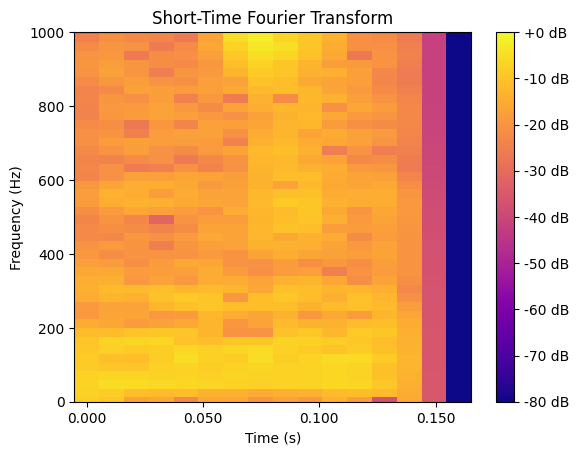 Short-Time Fourier Transform
1000
800
600
400
200
0
Frequency (Hz)
0.000
0.050
0.100
0.150
Time (s)
+0 dB
-10 dB
-20 dB
-30 dB
-40 dB
-50 dB
-60 dB
-70 dB
-80 dB